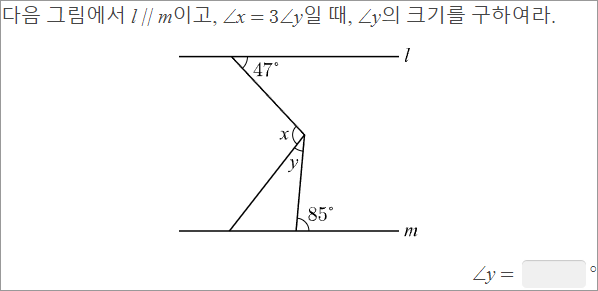 다음 그림에서 l // m이고, ∠x = 3∠y일 때, ∠y의 크기를 구하여라.
l
47°
x
y
85°
m
∠y = °